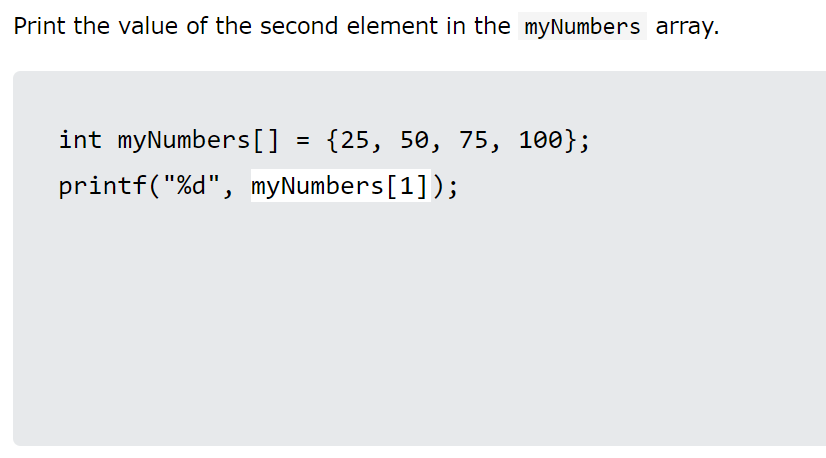 Print the value of the second element in the myNumbers array.
int myNumbers[] = {25, 50, 75, 100};
printf("%d", myNumbers[1]);